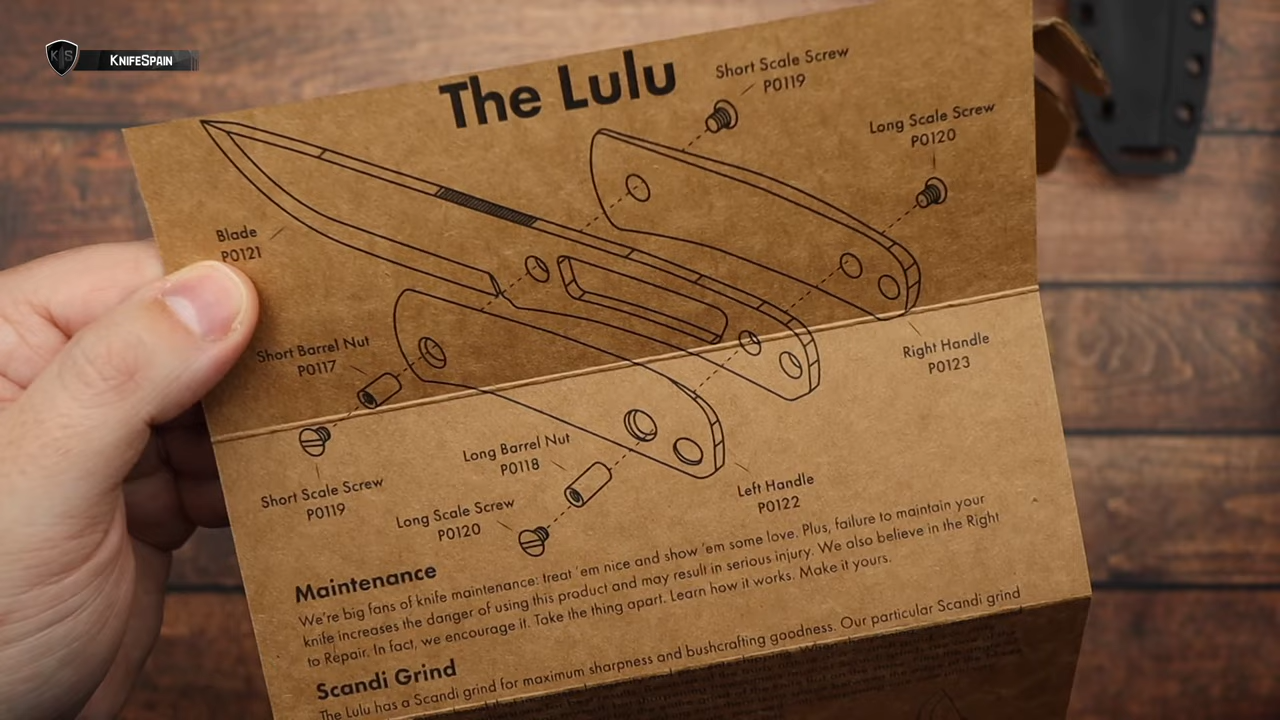 KS
KNIFESPAIN
The Lulu
Short Scale Screw
P0119
Long Scale Screw
P0120
Blade
P0121
Short Barrel Nut
P0117
Right Handle
P0123
Short Scale Screw
P0119
Long Barrel Nut
P0118
Long Scale Screw
P0120
Left Handle
P0122
Maintenance
We're big fans of knife maintenance: treat 'em nice and show 'em some love. Plus, failure to maintain your
knife increases the danger of using this product and may result in serious injury. We also believe in the Right
to Repair. In fact, we encourage it. Take the thing apart. Learn how it works. Make it yours.
Scandi Grind
The Lulu has a Scandi grind for maximum sharpness and bushcrafting goodness. Our particular Scandi grind